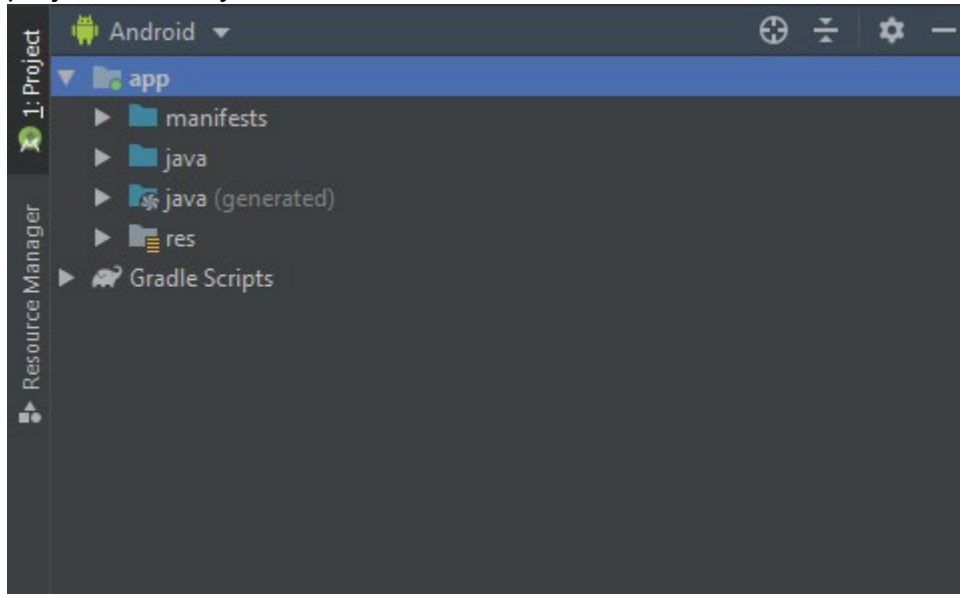 Android
app
manifests
java
java (generated)
res
Gradle Scripts
1: Project
Resource Manager